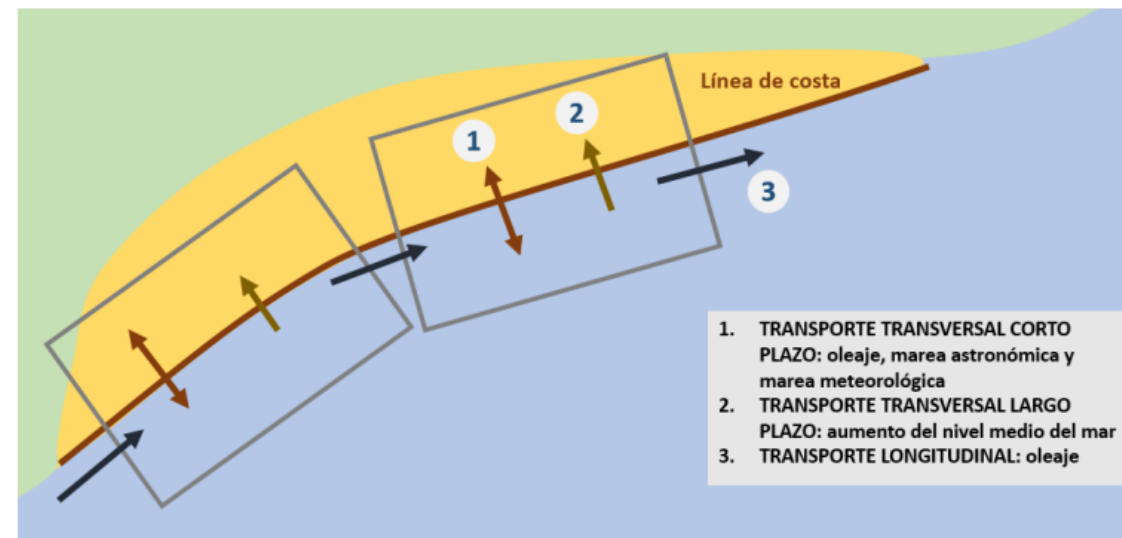 Línea de costa
1
2
3
1. TRANSPORTE TRANSVERSAL CORTO
PLAZO: oleaje, marea astronómica y
marea meteorológica
2. TRANSPORTE TRANSVERSAL LARGO
PLAZO: aumento del nivel medio del mar
3. TRANSPORTE LONGITUDINAL: oleaje